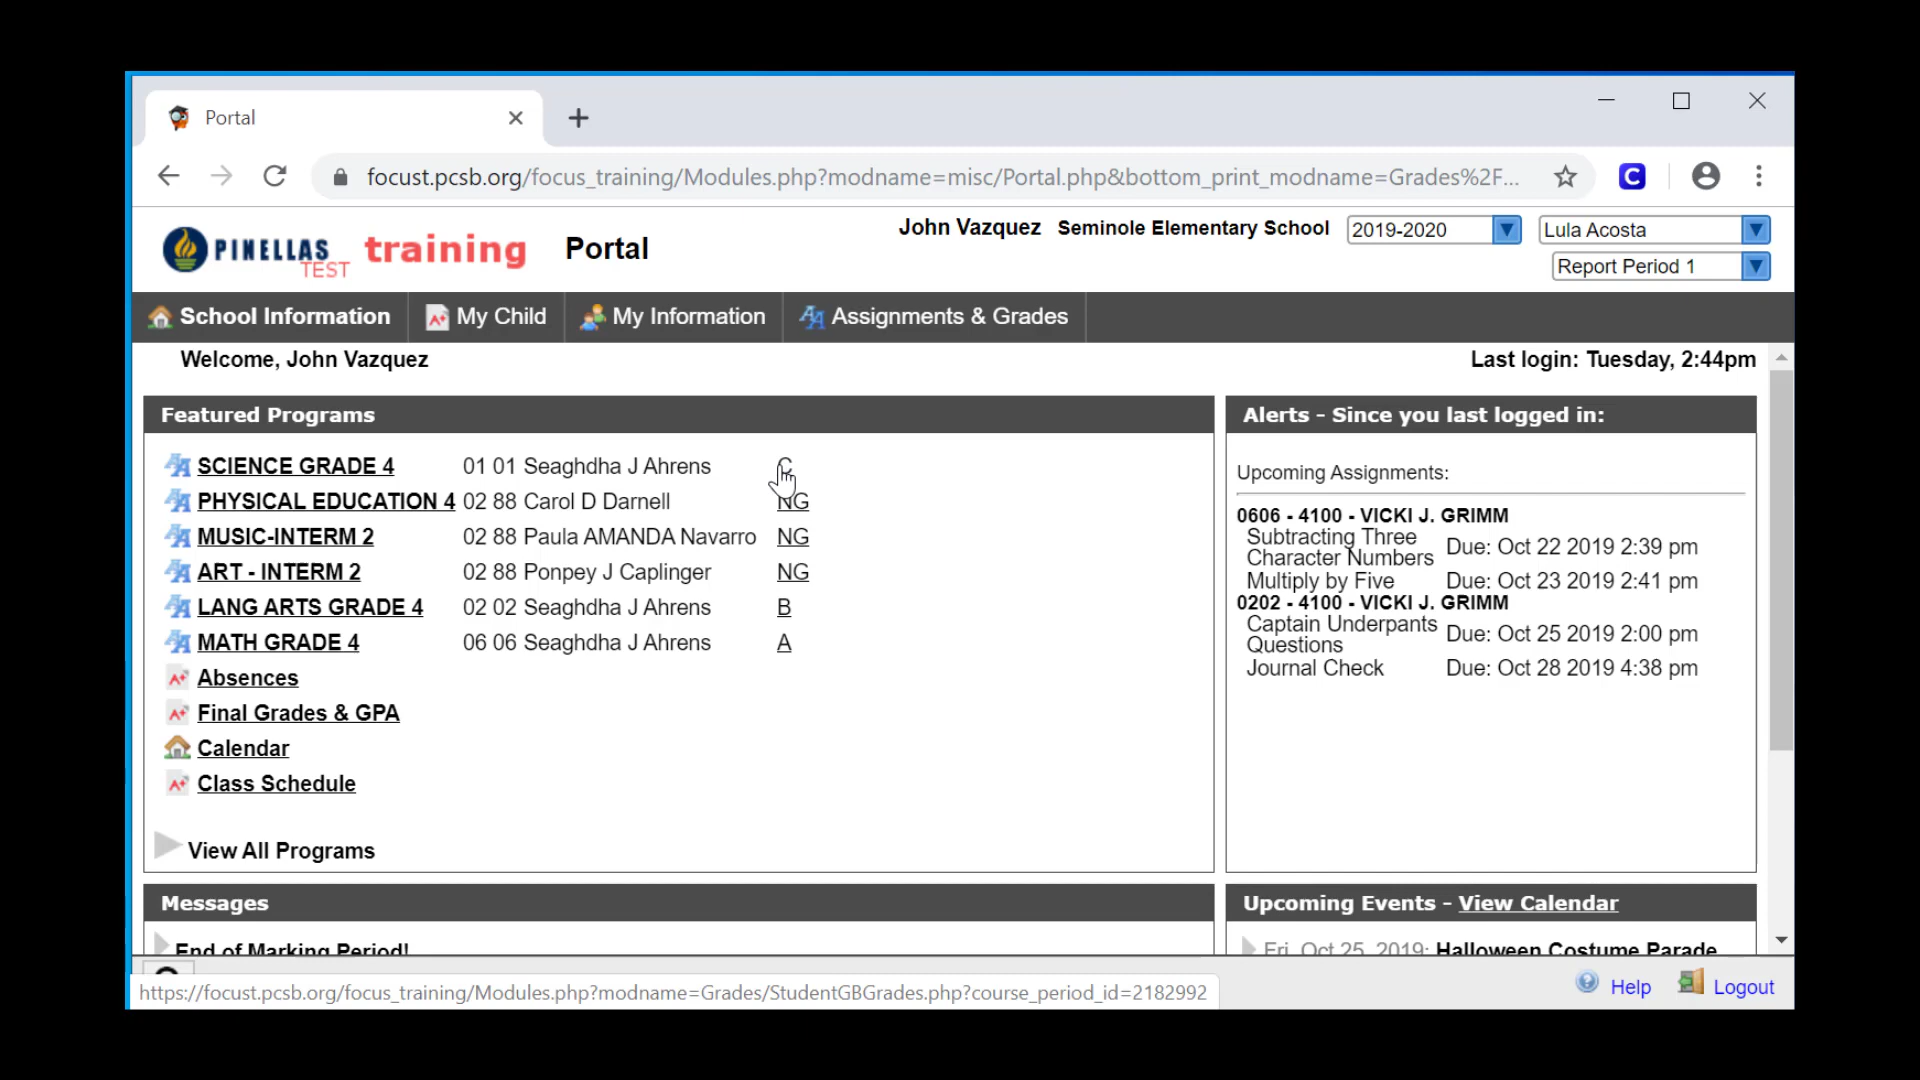 Portal
focust.pcsb.org/focus_training/Modules.php?modname=misc/Portal.php&bottom_print_modname=Grades%2F...
C
PINELLAS TEST training Portal
John Vazquez Seminole Elementary School 2019-2020 Lula Acosta
Report Period 1
School Information My Child My Information Assignments & Grades
Welcome, John Vazquez Last login: Tuesday, 2:44pm
Featured Programs
SCIENCE GRADE 4 01 01 Seaghdha J Ahrens C
PHYSICAL EDUCATION 4 02 88 Carol D Darnell NG
MUSIC-INTERM 2 02 88 Paula AMANDA Navarro NG
ART - INTERM 2 02 88 Ponpey J Caplinger NG
LANG ARTS GRADE 4 02 02 Seaghdha J Ahrens B
MATH GRADE 4 06 06 Seaghdha J Ahrens A
Absences
Final Grades & GPA
Calendar
Class Schedule
View All Programs
Alerts - Since you last logged in:
Upcoming Assignments:
0606 - 4100 - VICKI J. GRIMM
Subtracting Three
Character Numbers Due: Oct 22 2019 2:39 pm
Multiply by Five Due: Oct 23 2019 2:41 pm
0202 - 4100 - VICKI J. GRIMM
Captain Underpants
Questions Due: Oct 25 2019 2:00 pm
Journal Check Due: Oct 28 2019 4:38 pm
Messages
End of Marking Period!
Upcoming Events - View Calendar
Fri, Oct 25, 2019: Halloween Costume Parade
https://focust.pcsb.org/focus_training/Modules.php?modname=Grades/StudentGBGrades.php?course_period_id=2182992
Help Logout